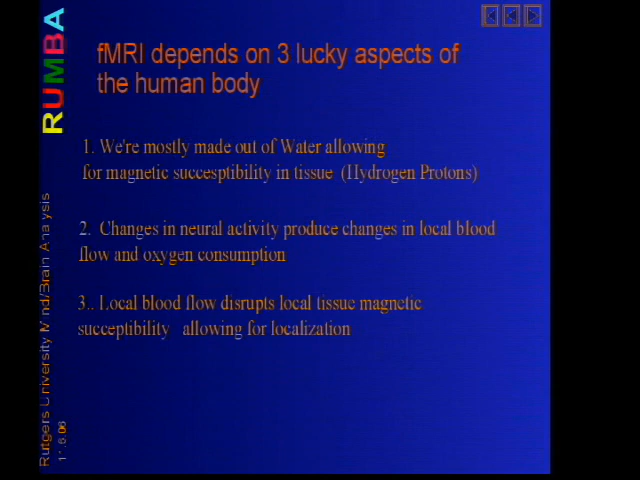 fMRI depends on 3 lucky aspects of
the human body
1. We're mostly made out of Water allowing
for magnetic succesptibility in tissue (Hydrogen Protons)
2. Changes in neural activity produce changes in local blood
flow and oxygen consumption
3.. Local blood flow disrupts local tissue magnetic
succeptibility allowing for localization
RUMBA
Rutgers University Mind/Brain Analysis